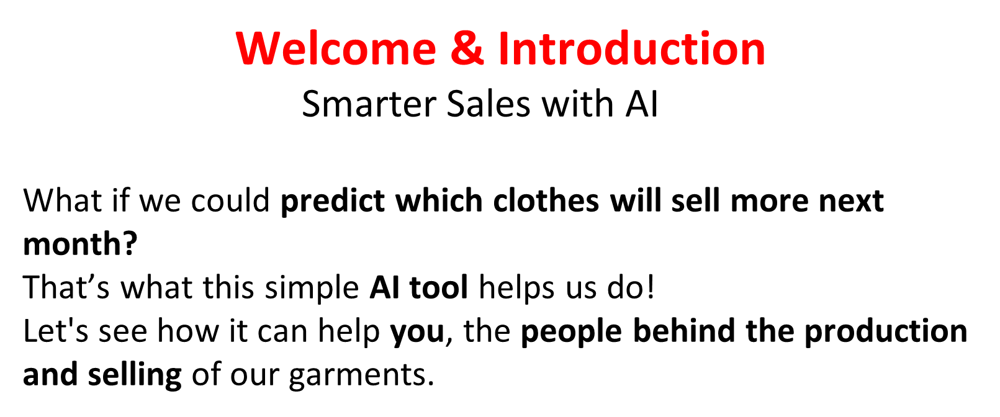 Welcome & Introduction
Smarter Sales with AI
What if we could predict which clothes will sell more next
month?
That’s what this simple AI tool helps us do!
Let's see how it can help you, the people behind the production
and selling of our garments.